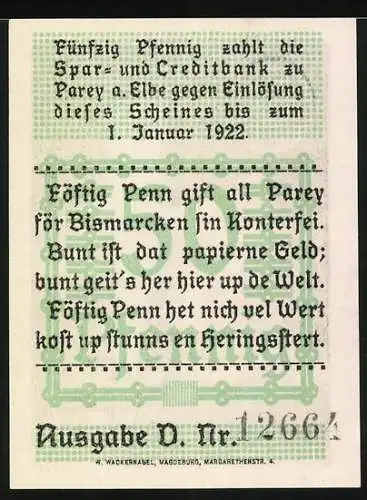 Fünfzig Pfennig zahlt die
Spar= und Creditbank zu
Parey a. Elbe gegen Einlösung
dieses Scheines bis zum
1. Januar 1922.
50
Pfennig
Föftig Penn gift all Parey
för Bismarcken sin Konterfei.
Bunt ist dat papierne Geld;
bunt geit's her hier up de Welt.
Föftig Penn het nich vel Wert
kost up stunns en Heringsstert.
Ausgabe D. Nr. 12664
W. WACKERNAGEL, MAGDEBURG, MARGARETHENSTR. 4.